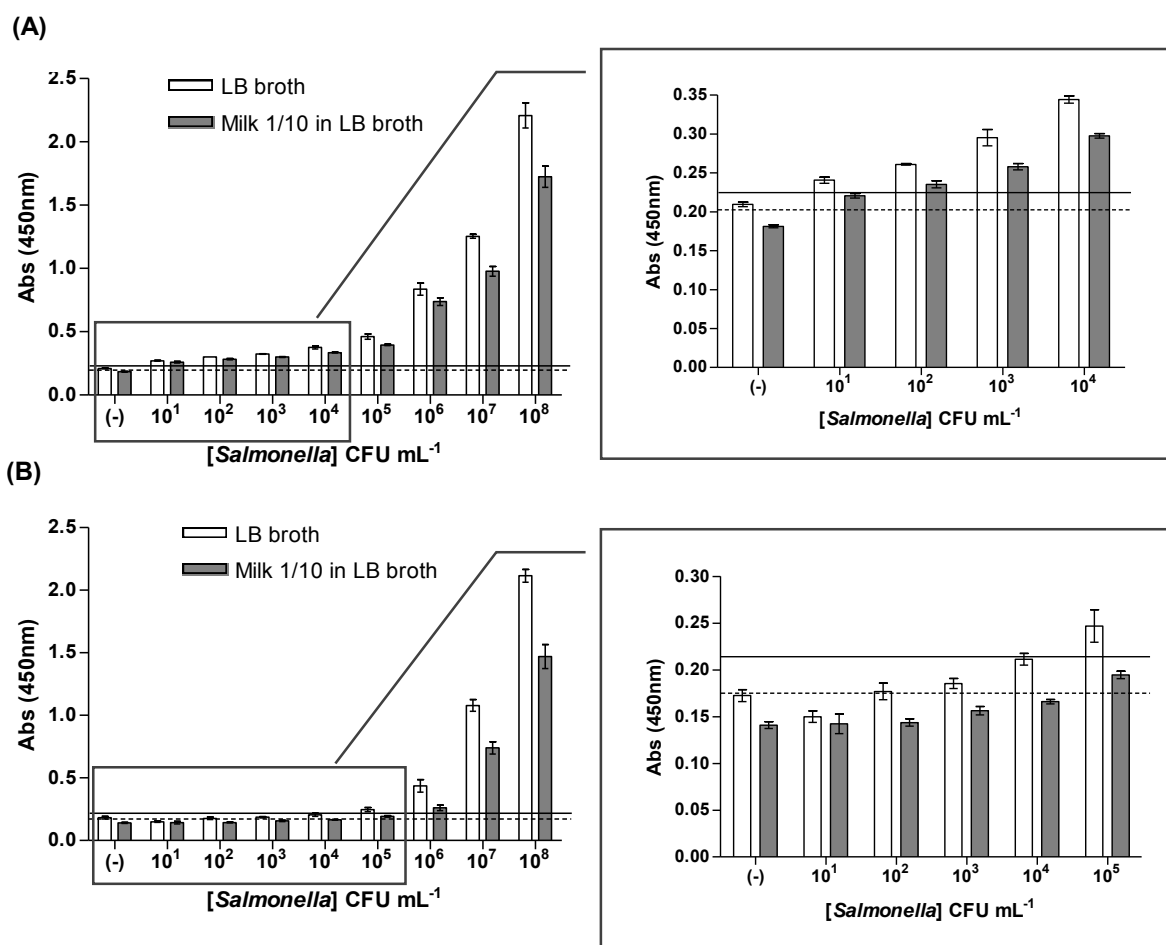 (A)
2.5
2.0
1.5
1.0
0.5
0.0
Abs (450nm)
LB broth
Milk 1/10 in LB broth
(-) 10¹ 10² 10³ 10⁴ 10⁵ 10⁶ 10⁷ 10⁸
[Salmonella] CFU mL⁻¹
0.35
0.30
0.25
0.20
0.15
0.10
0.05
0.00
Abs (450nm)
(-) 10¹ 10² 10³ 10⁴
[Salmonella] CFU mL⁻¹
(B)
2.5
2.0
1.5
1.0
0.5
0.0
Abs (450nm)
LB broth
Milk 1/10 in LB broth
(-) 10¹ 10² 10³ 10⁴ 10⁵ 10⁶ 10⁷ 10⁸
[Salmonella] CFU mL⁻¹
0.30
0.25
0.20
0.15
0.10
0.05
0.00
Abs (450nm)
(-) 10¹ 10² 10³ 10⁴ 10⁵
[Salmonella] CFU mL⁻¹